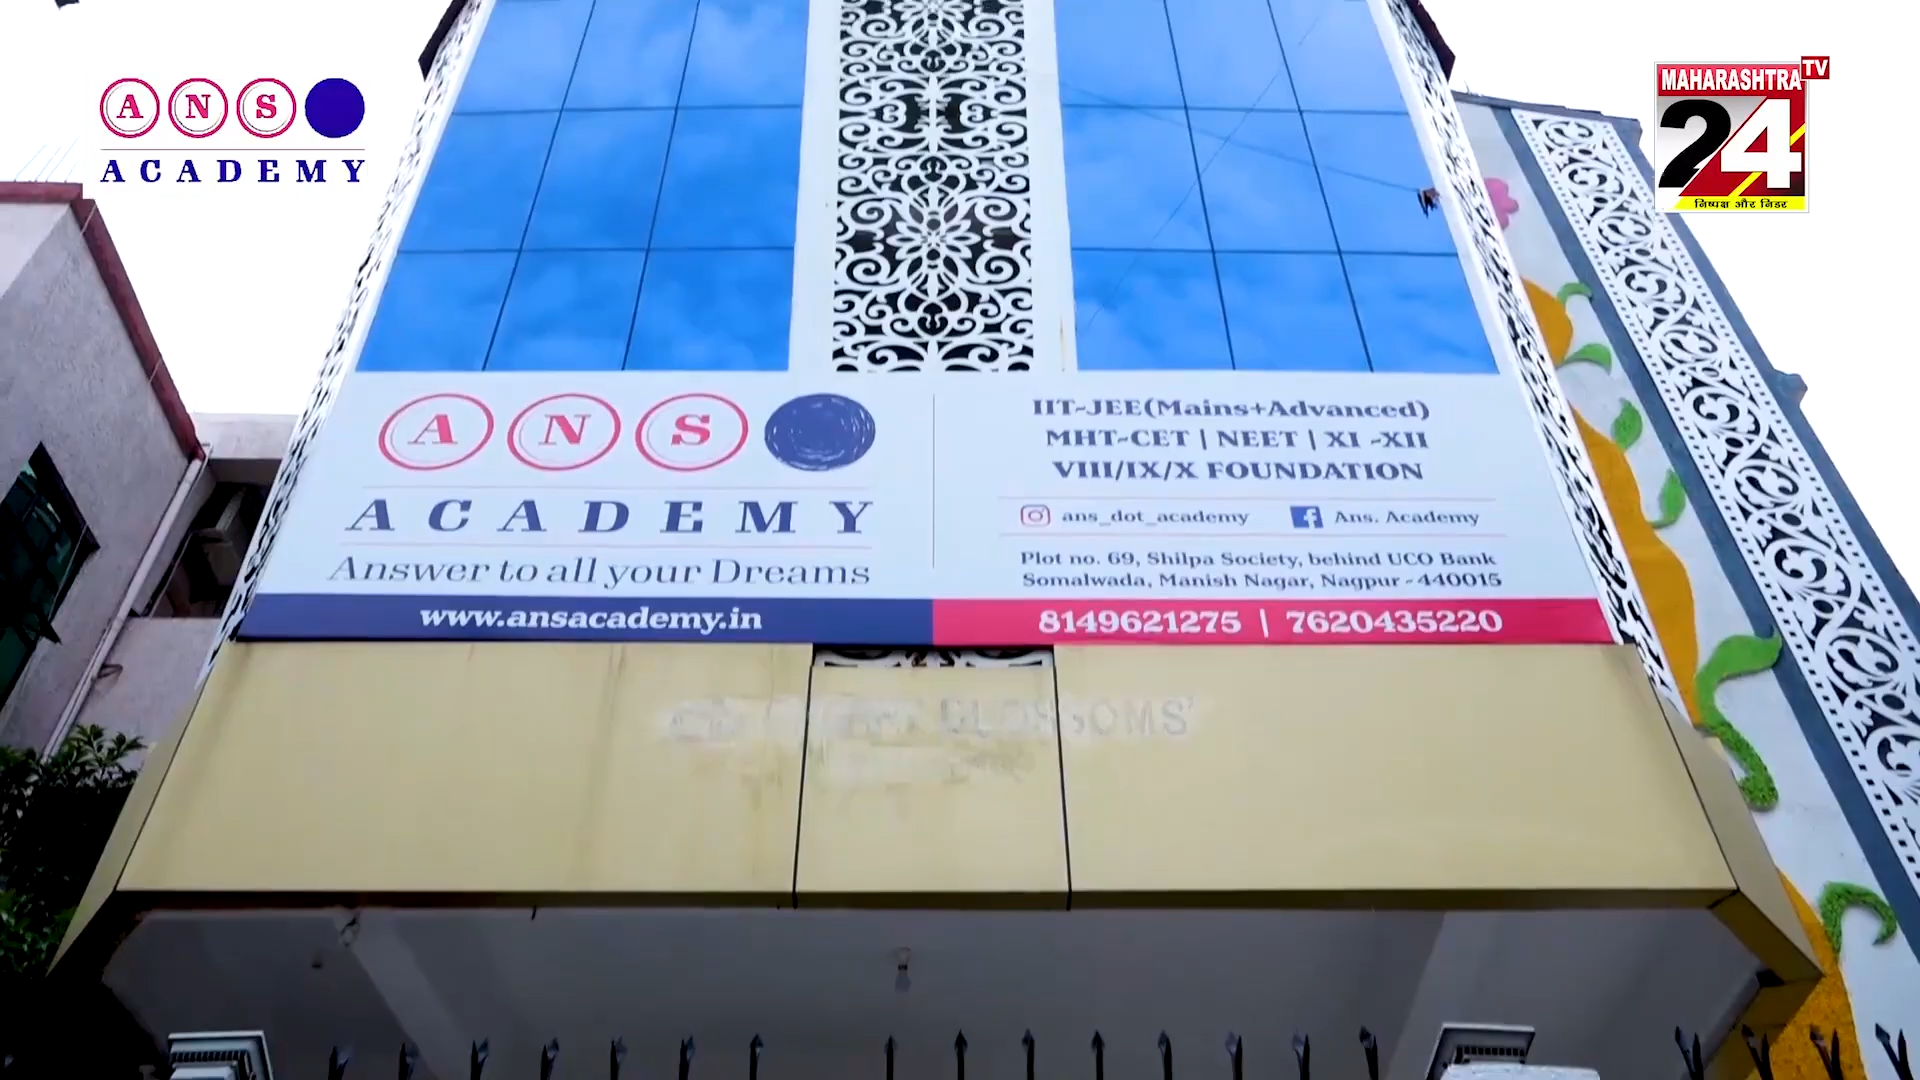 A N S
ACADEMY
MAHARASHTRA TV
24
निष्पक्ष और निडर
A N S
ACADEMY
Answer to all your Dreams
www.ansacademy.in
IIT-JEE(Mains+Advanced)
MHT-CET | NEET | XI -XII
VIII/IX/X FOUNDATION
ans_dot_academy
Ans. Academy
Plot no. 69, Shilpa Society, behind UCO Bank
Somalwada, Manish Nagar, Nagpur - 440015
8149621275 | 7620435220
BLOSSOMS'